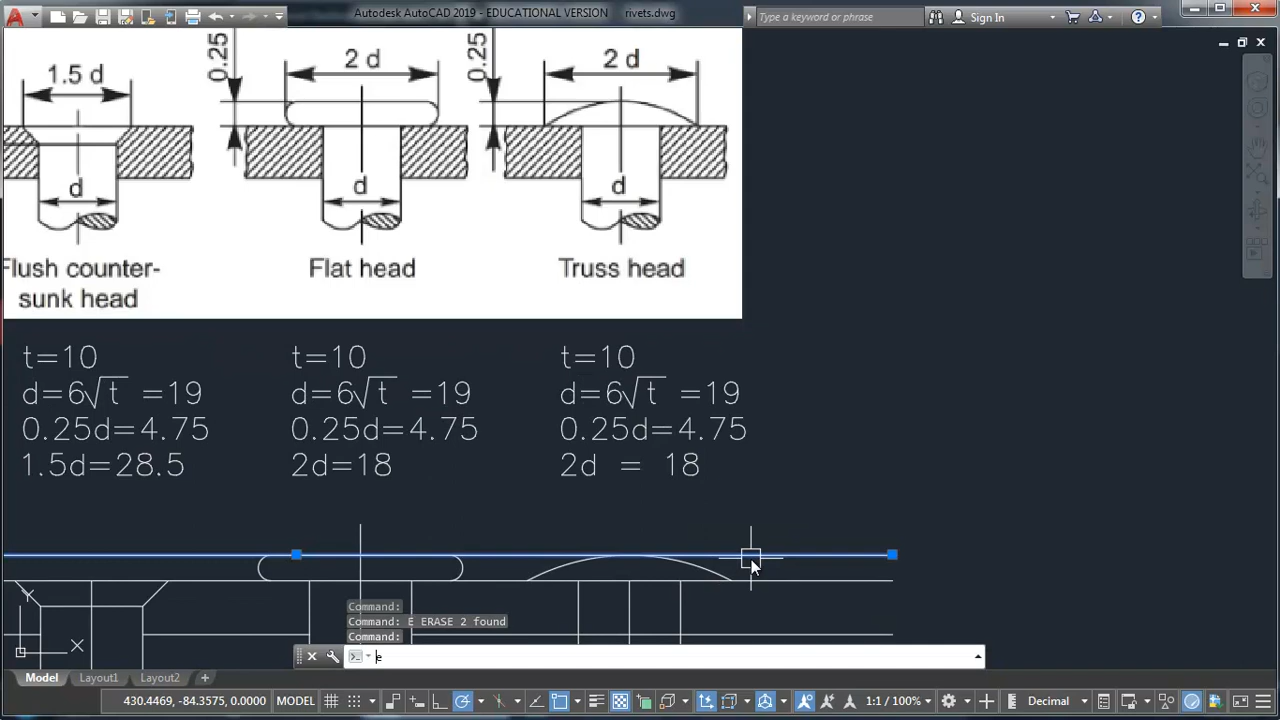 Autodesk AutoCAD 2019 - EDUCATIONAL VERSION rivets.dwg
Type a keyword or phrase
Sign In
0.25
1.5 d
2 d
0.25
2 d
d
d
d
Flush counter-
sunk head
Flat head
Truss head
t=10
d=6√t =19
0.25d=4.75
1.5d=28.5
t=10
d=6√t =19
0.25d=4.75
2d=18
t=10
d=6√t =19
0.25d=4.75
2d = 18
Y
X
Command:
Command: E ERASE 2 found
Command:
e
Model Layout1 Layout2 +
430.4469, -84.3575, 0.0000 MODEL 1:1 / 100% Decimal